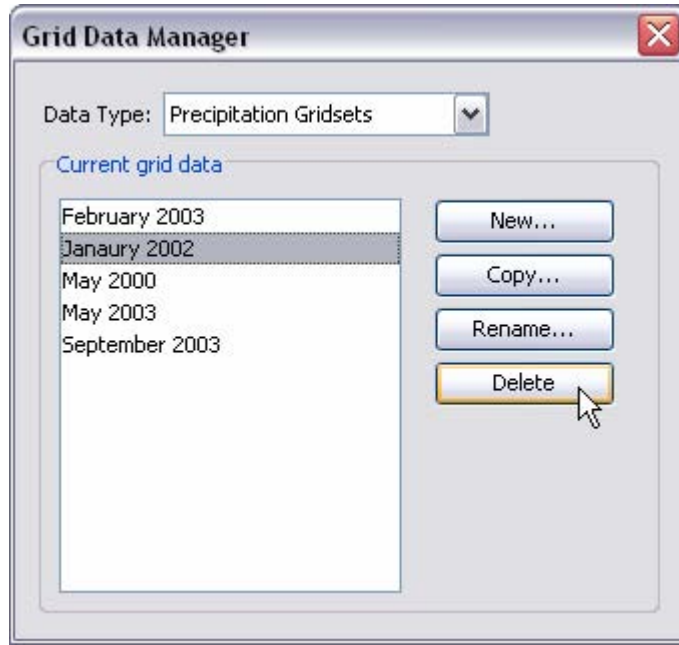 Grid Data Manager
Data Type: Precipitation Gridsets
Current grid data
February 2003
Janaury 2002
May 2000
May 2003
September 2003
New...
Copy...
Rename...
Delete